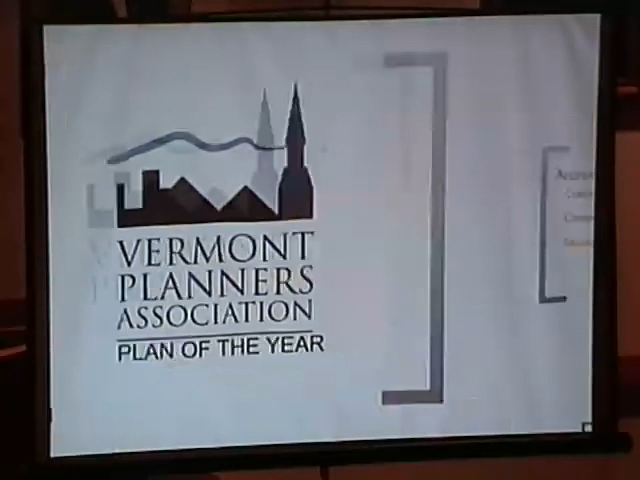 VERMONT
PLANNERS
ASSOCIATION
PLAN OF THE YEAR